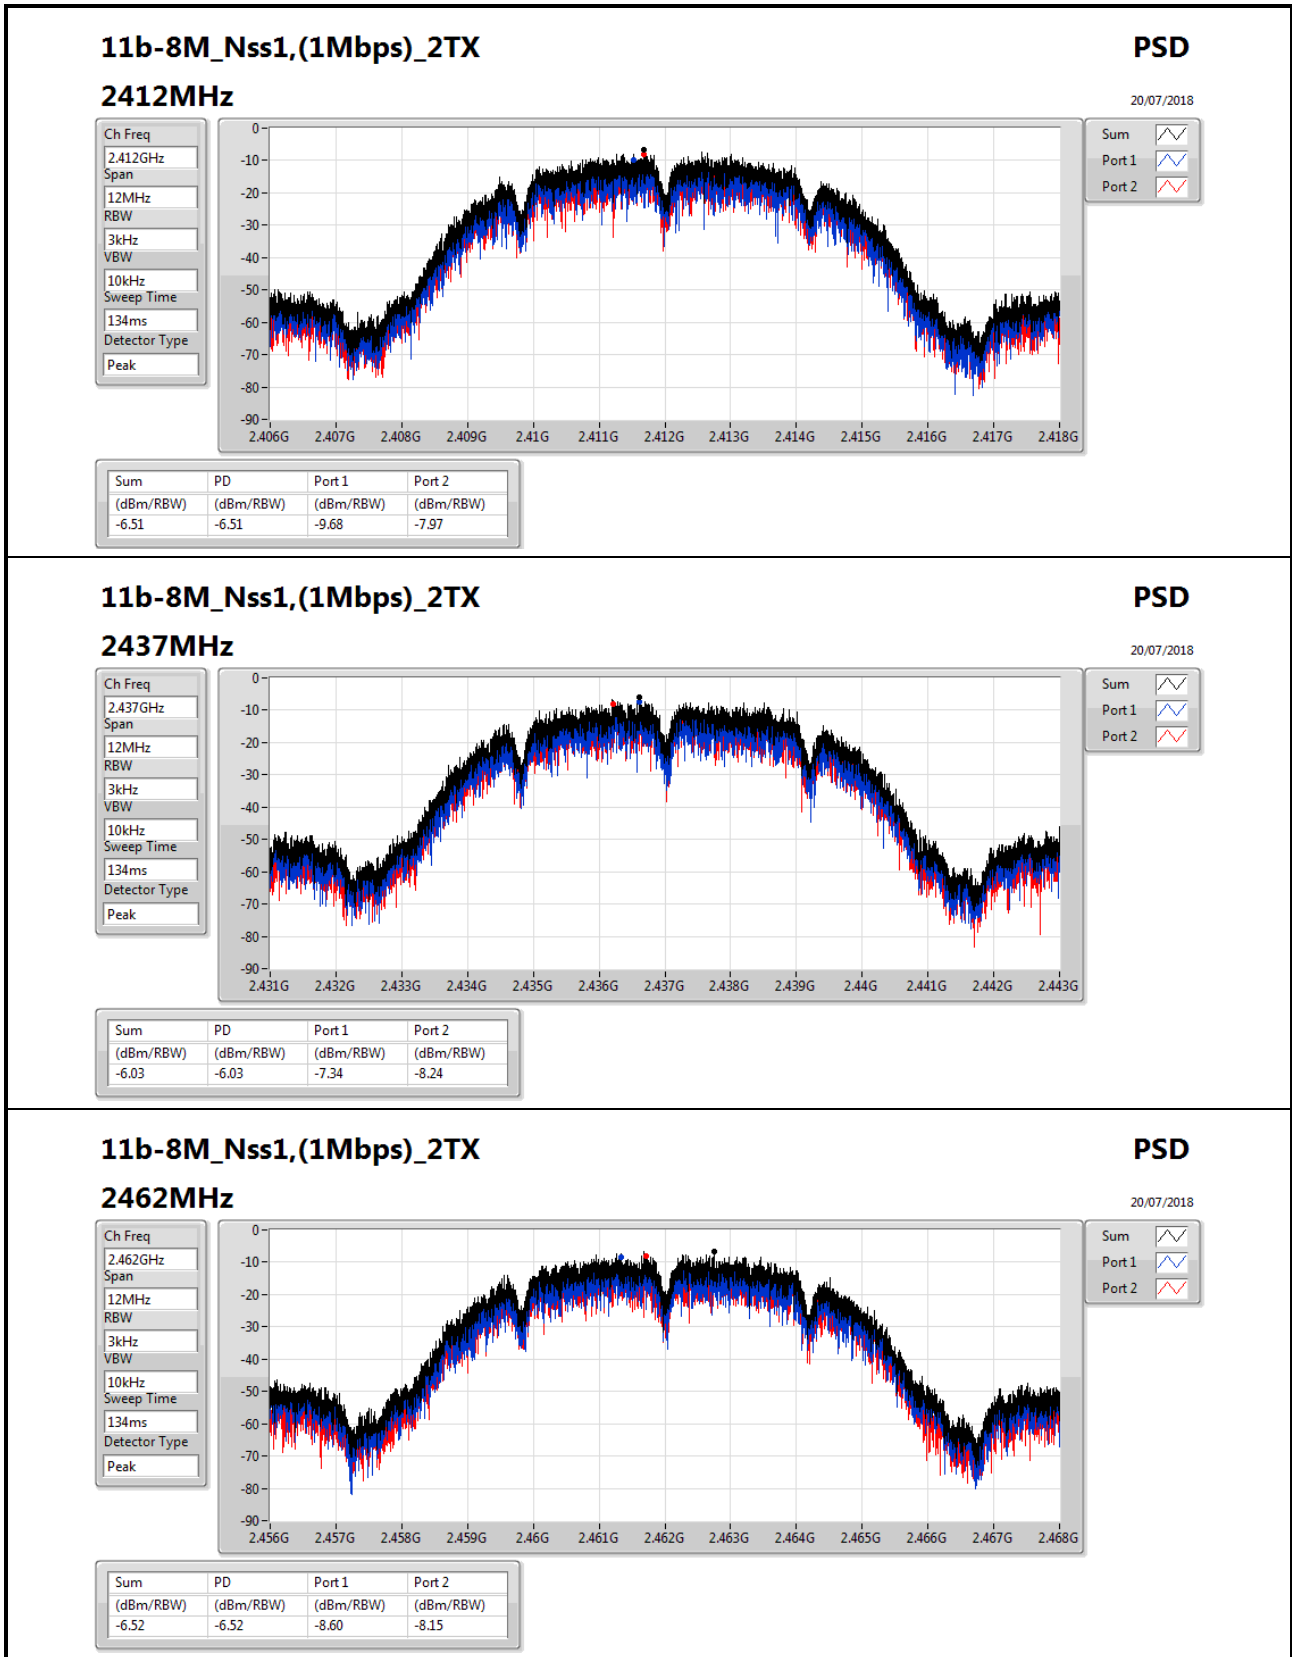 11b-8M_Nss1,(1Mbps)_2TX PSD
2412MHz 20/07/2018
Ch Freq
2.412GHz
Span
12MHz
RBW
3kHz
VBW
10kHz
Sweep Time
134ms
Detector Type
Peak
0
-10
-20
-30
-40
-50
-60
-70
-80
-90
2.406G 2.407G 2.408G 2.409G 2.41G 2.411G 2.412G 2.413G 2.414G 2.415G 2.416G 2.417G 2.418G
Sum
Port 1
Port 2
Sum PD Port 1 Port 2
(dBm/RBW) (dBm/RBW) (dBm/RBW) (dBm/RBW)
-6.51 -6.51 -9.68 -7.97
11b-8M_Nss1,(1Mbps)_2TX PSD
2437MHz 20/07/2018
Ch Freq
2.437GHz
Span
12MHz
RBW
3kHz
VBW
10kHz
Sweep Time
134ms
Detector Type
Peak
0
-10
-20
-30
-40
-50
-60
-70
-80
-90
2.431G 2.432G 2.433G 2.434G 2.435G 2.436G 2.437G 2.438G 2.439G 2.44G 2.441G 2.442G 2.443G
Sum
Port 1
Port 2
Sum PD Port 1 Port 2
(dBm/RBW) (dBm/RBW) (dBm/RBW) (dBm/RBW)
-6.03 -6.03 -7.34 -8.24
11b-8M_Nss1,(1Mbps)_2TX PSD
2462MHz 20/07/2018
Ch Freq
2.462GHz
Span
12MHz
RBW
3kHz
VBW
10kHz
Sweep Time
134ms
Detector Type
Peak
0
-10
-20
-30
-40
-50
-60
-70
-80
-90
2.456G 2.457G 2.458G 2.459G 2.46G 2.461G 2.462G 2.463G 2.464G 2.465G 2.466G 2.467G 2.468G
Sum
Port 1
Port 2
Sum PD Port 1 Port 2
(dBm/RBW) (dBm/RBW) (dBm/RBW) (dBm/RBW)
-6.52 -6.52 -8.60 -8.15